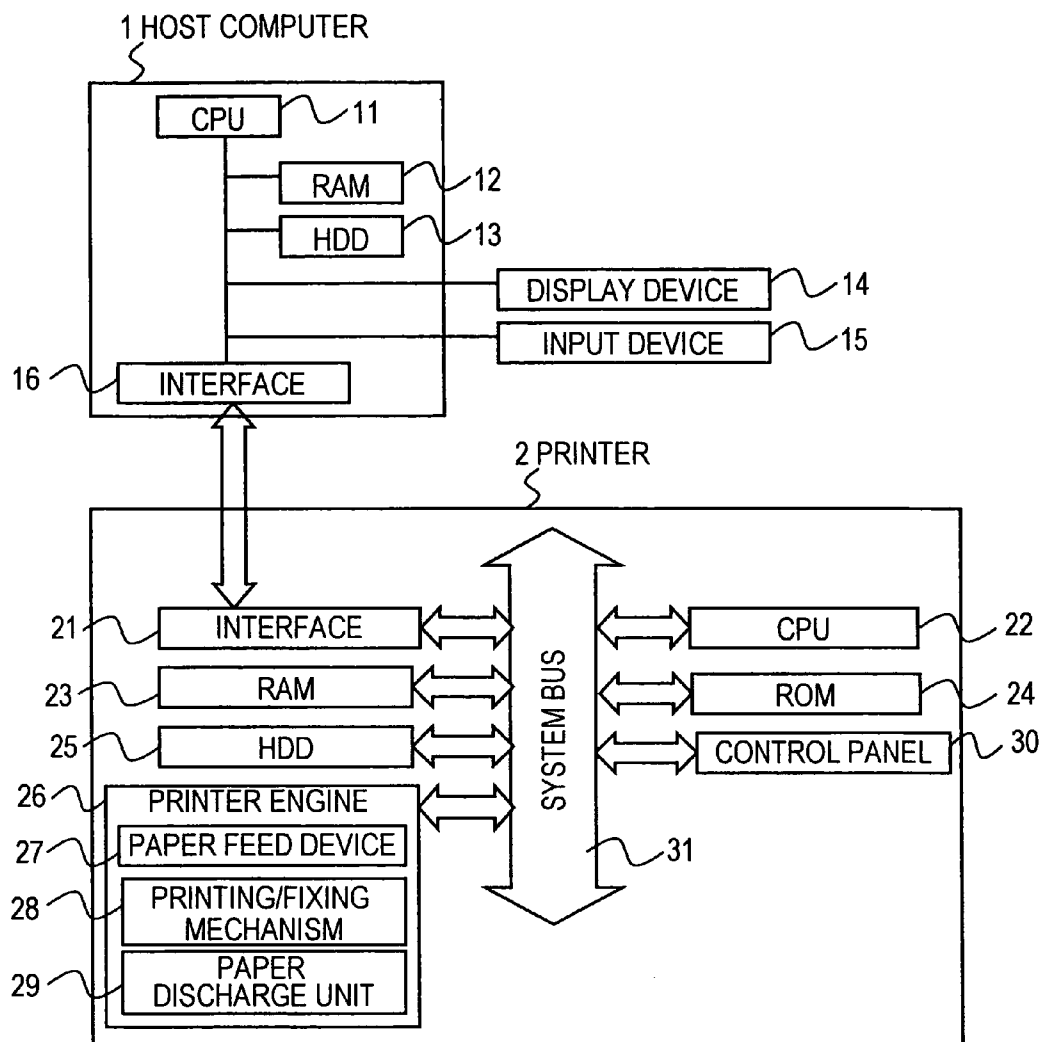 1 HOST COMPUTER
CPU
11
RAM
12
HDD
13
DISPLAY DEVICE
14
INPUT DEVICE
15
16
INTERFACE
2 PRINTER
21
INTERFACE
CPU
22
23
RAM
ROM
24
25
HDD
CONTROL PANEL
30
SYSTEM BUS
31
26
PRINTER ENGINE
27
PAPER FEED DEVICE
28
PRINTING/FIXING
MECHANISM
29
PAPER
DISCHARGE UNIT